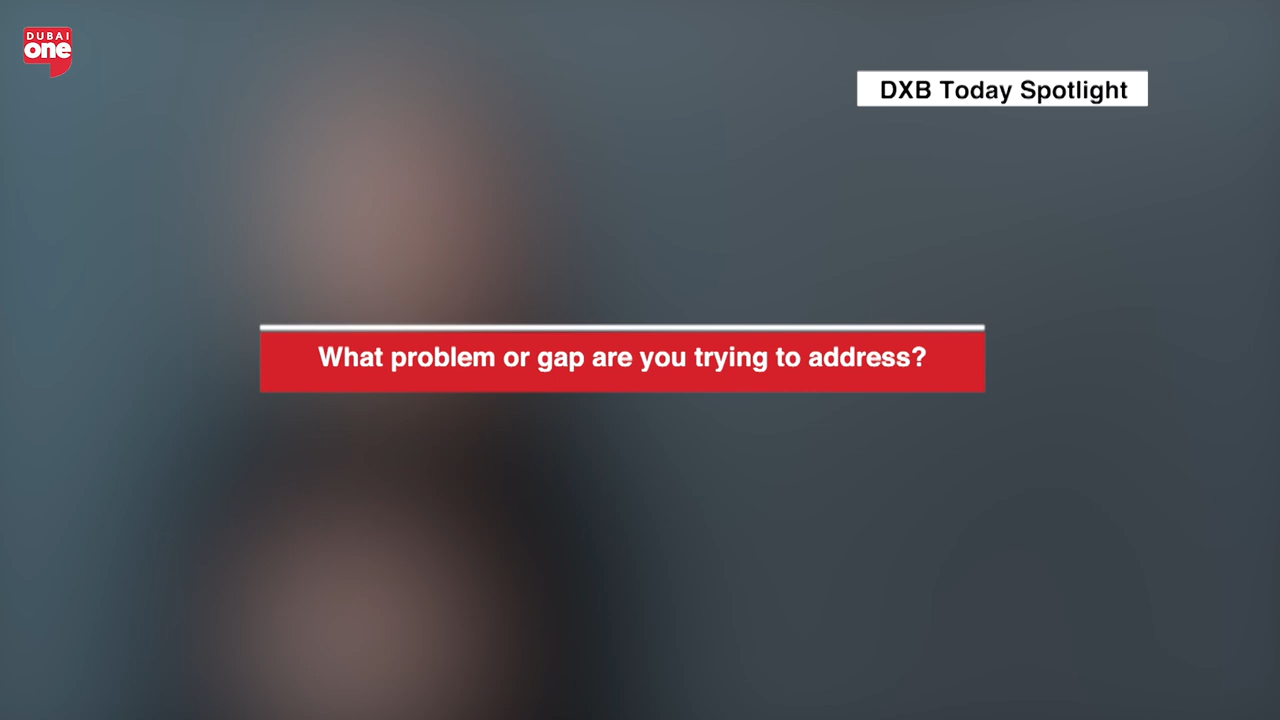 DUBAI
one
DXB Today Spotlight
What problem or gap are you trying to address?